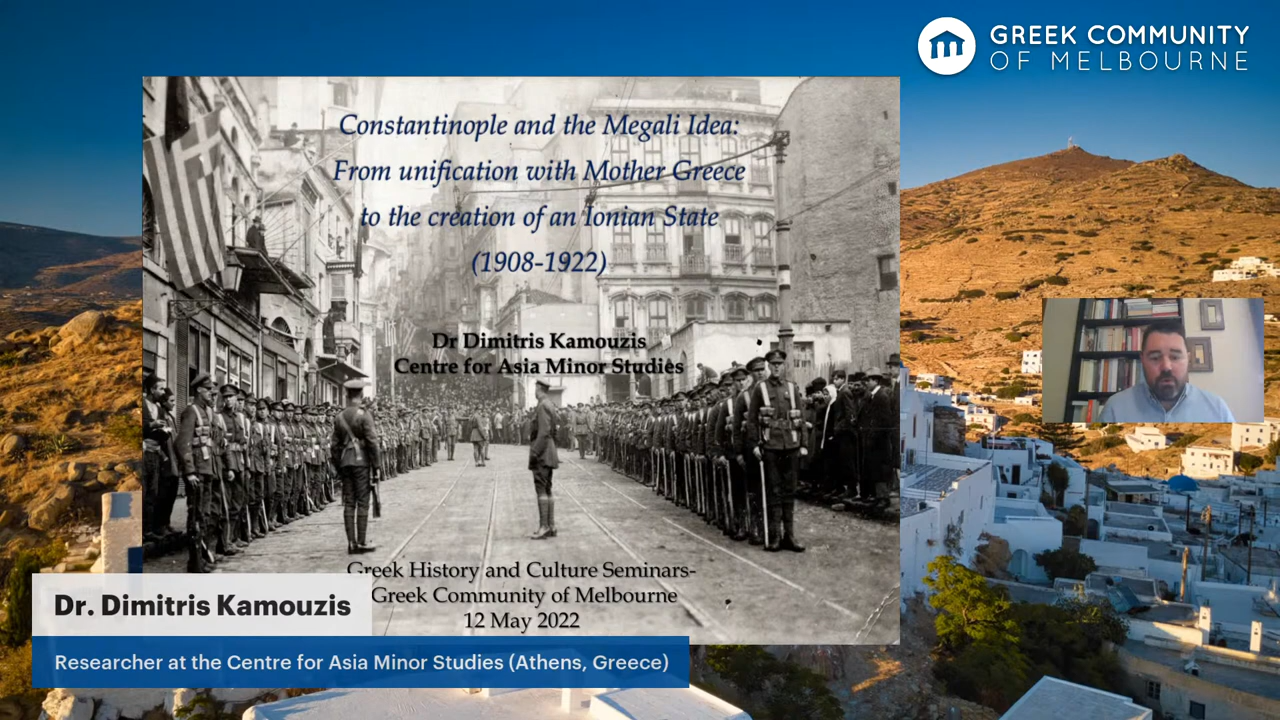 GREEK COMMUNITY
OF MELBOURNE
Constantinople and the Megali Idea:
From unification with Mother Greece
to the creation of an Ionian State
(1908-1922)
Dr Dimitris Kamouzis
Centre for Asia Minor Studies
Greek History and Culture Seminars-
Greek Community of Melbourne
12 May 2022
Dr. Dimitris Kamouzis
Researcher at the Centre for Asia Minor Studies (Athens, Greece)